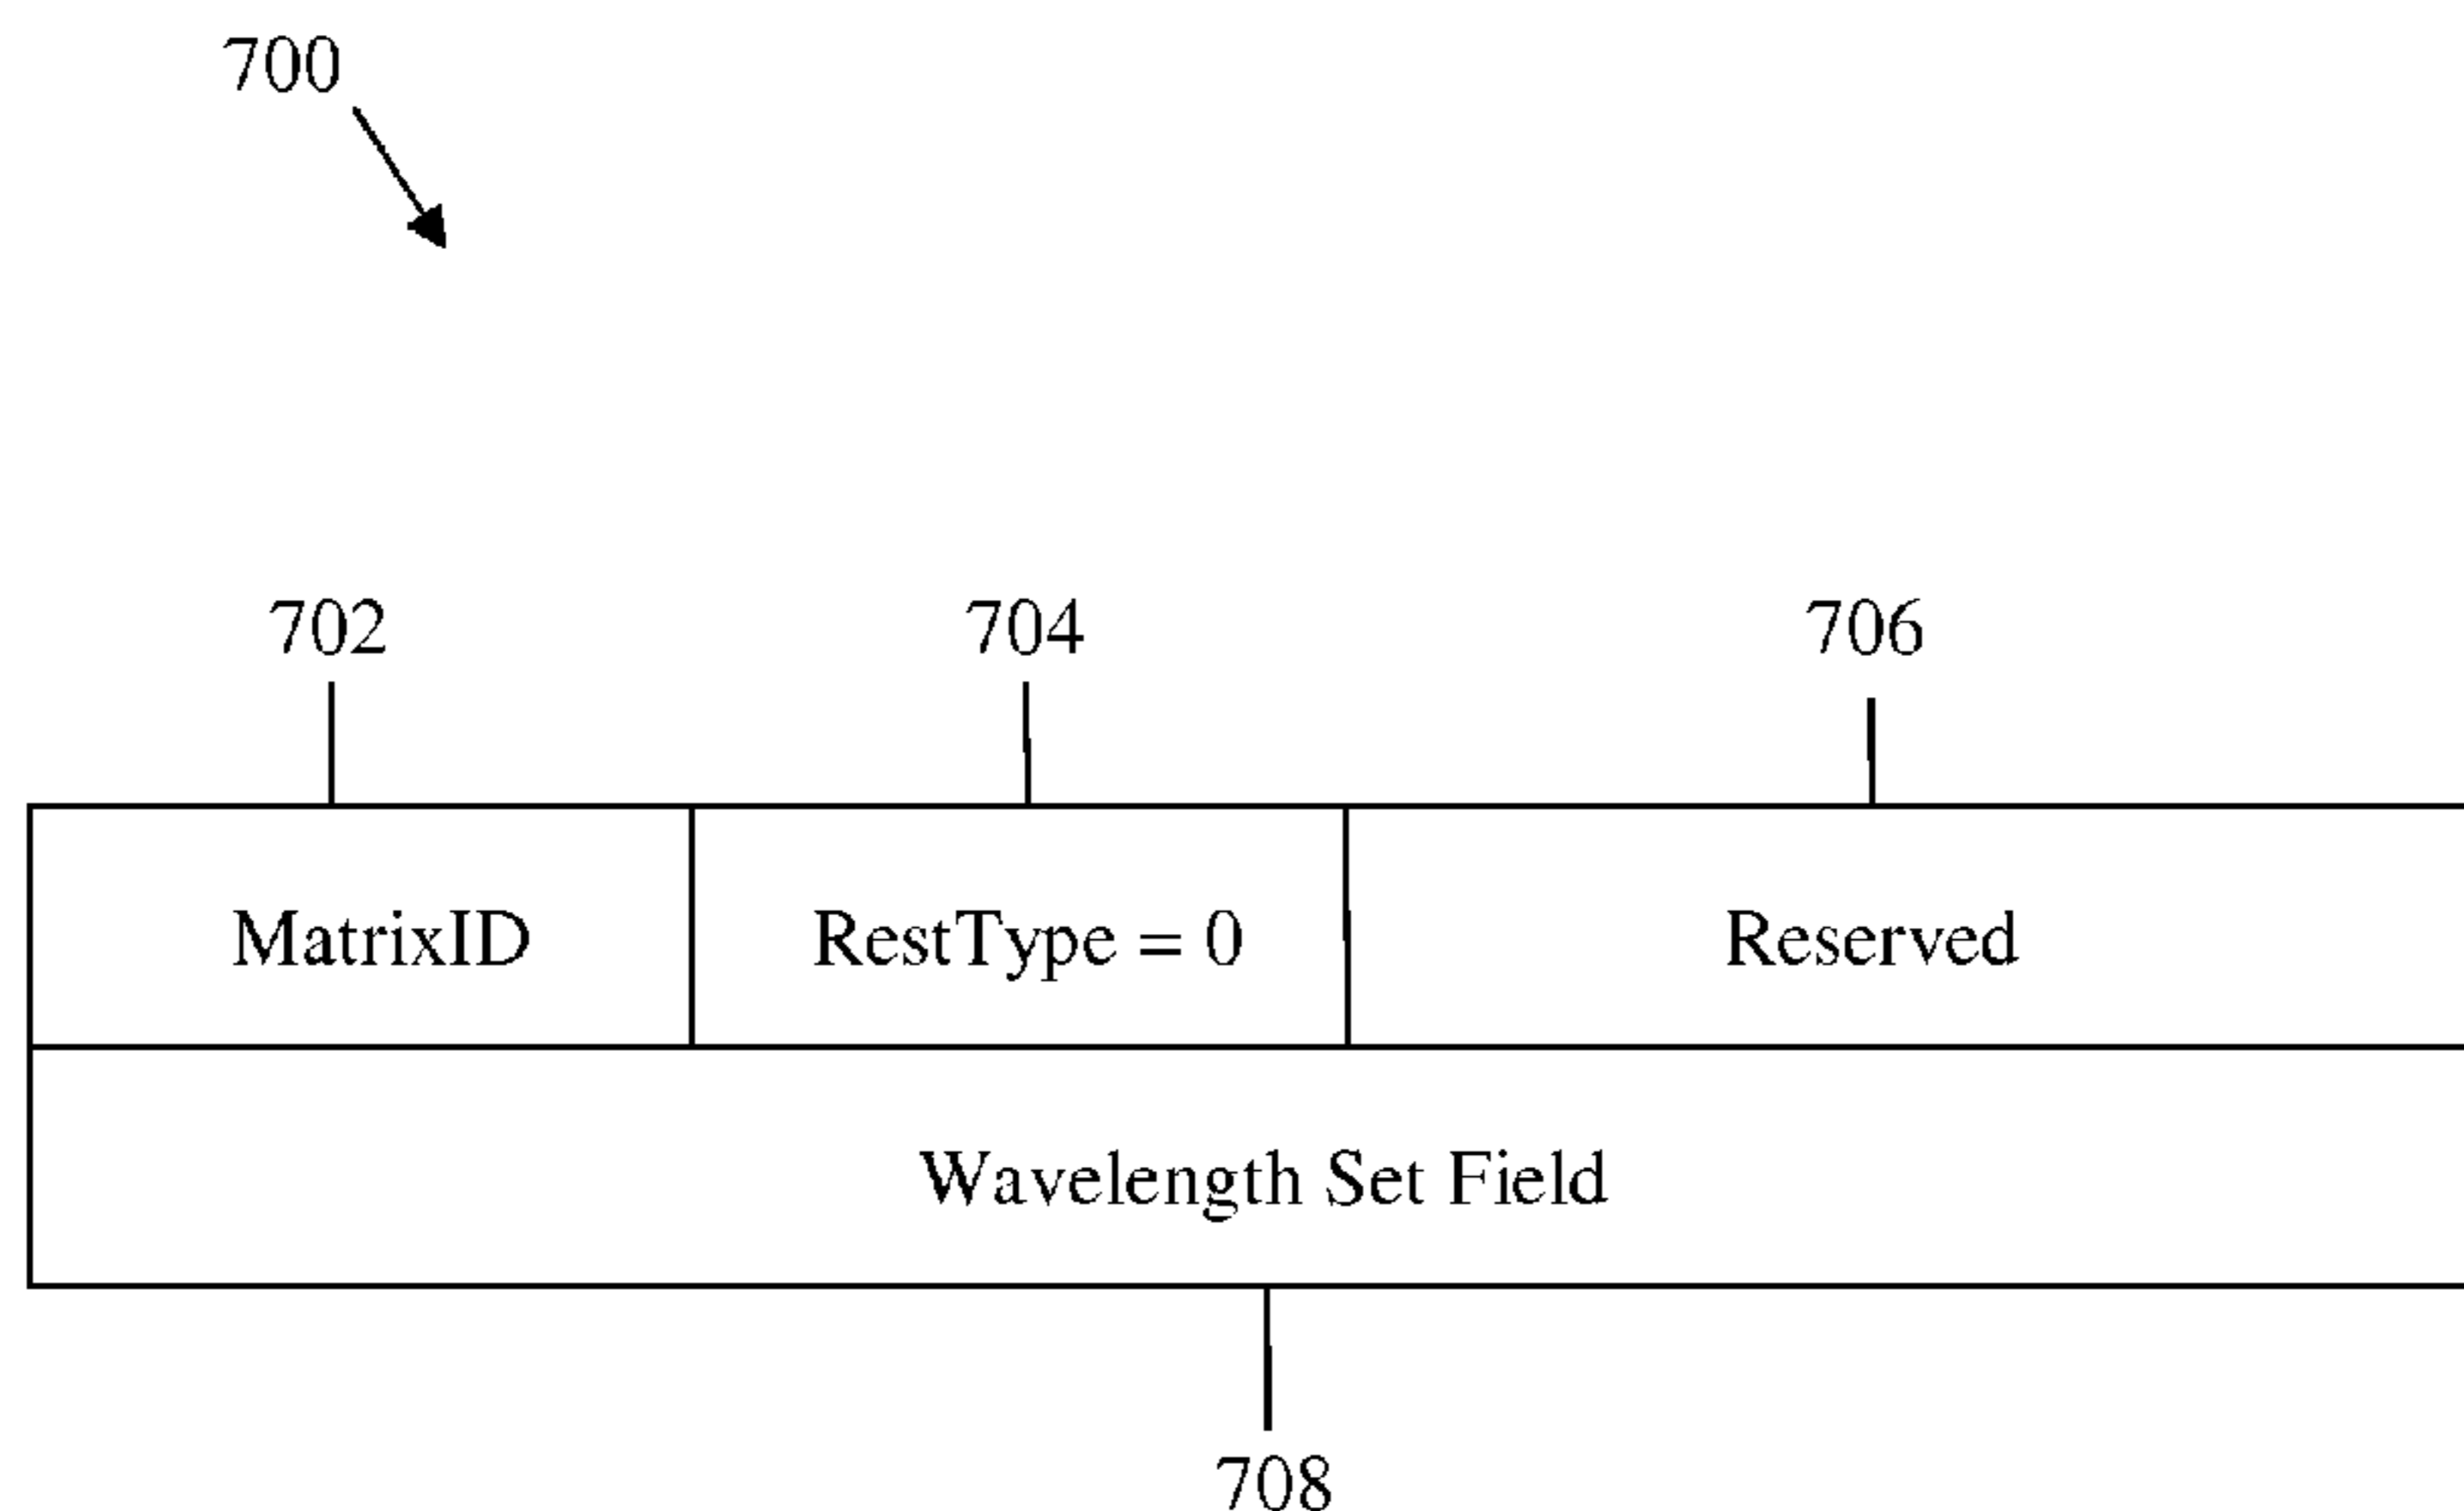 700
702 704 706
MatrixID RestType = 0 Reserved
Wavelength Set Field
708